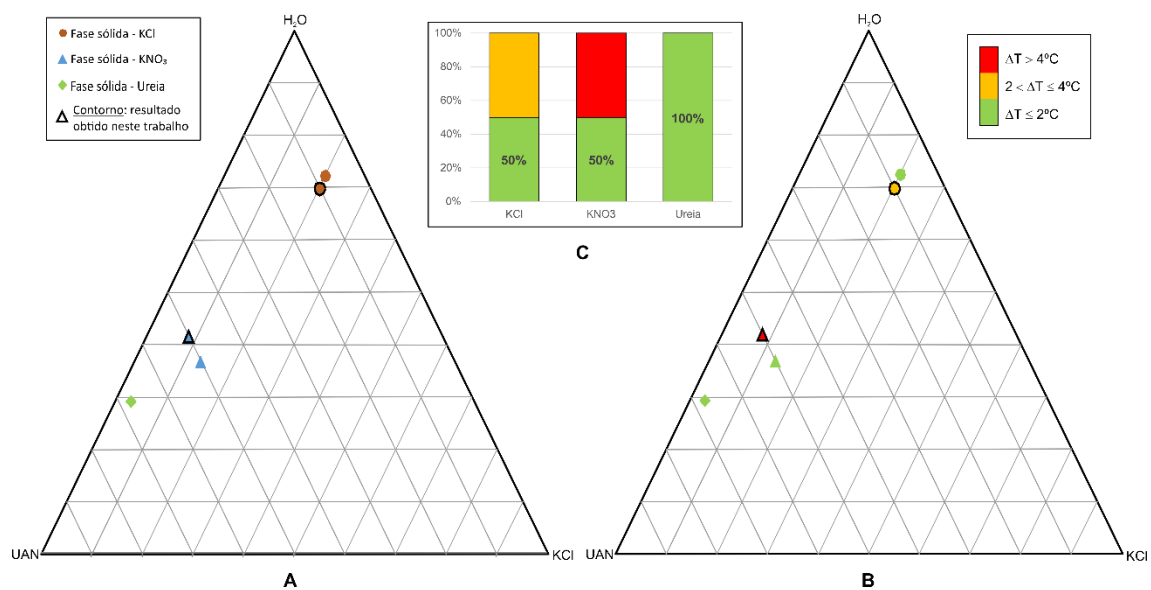 H₂O
Fase sólida - KCl
Fase sólida - KNO₃
Fase sólida - Ureia
Contorno: resultado
obtido neste trabalho
UAN
KCl
A
100%
80%
60%
40%
20%
0%
50%
50%
100%
KCl
KNO3
Ureia
C
H₂O
ΔT > 4ºC
2 < ΔT ≤ 4ºC
ΔT ≤ 2ºC
UAN
KCl
B